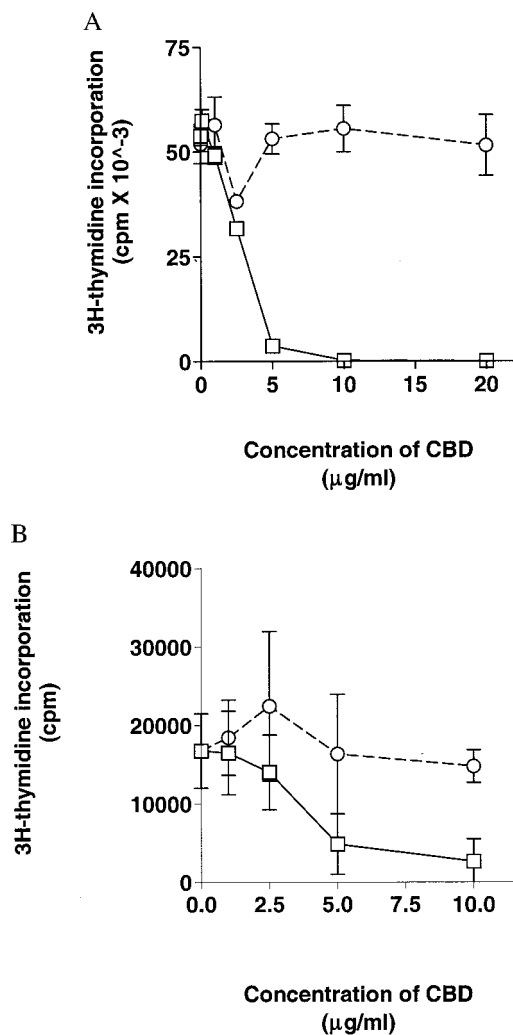 A
3H-thymidine incorporation
(cpm X 10^-3)
75
50
25
0
0 5 10 15 20
Concentration of CBD
(μg/ml)
B
3H-thymidine incorporation
(cpm)
40000
30000
20000
10000
0
0.0 2.5 5.0 7.5 10.0
Concentration of CBD
(μg/ml)